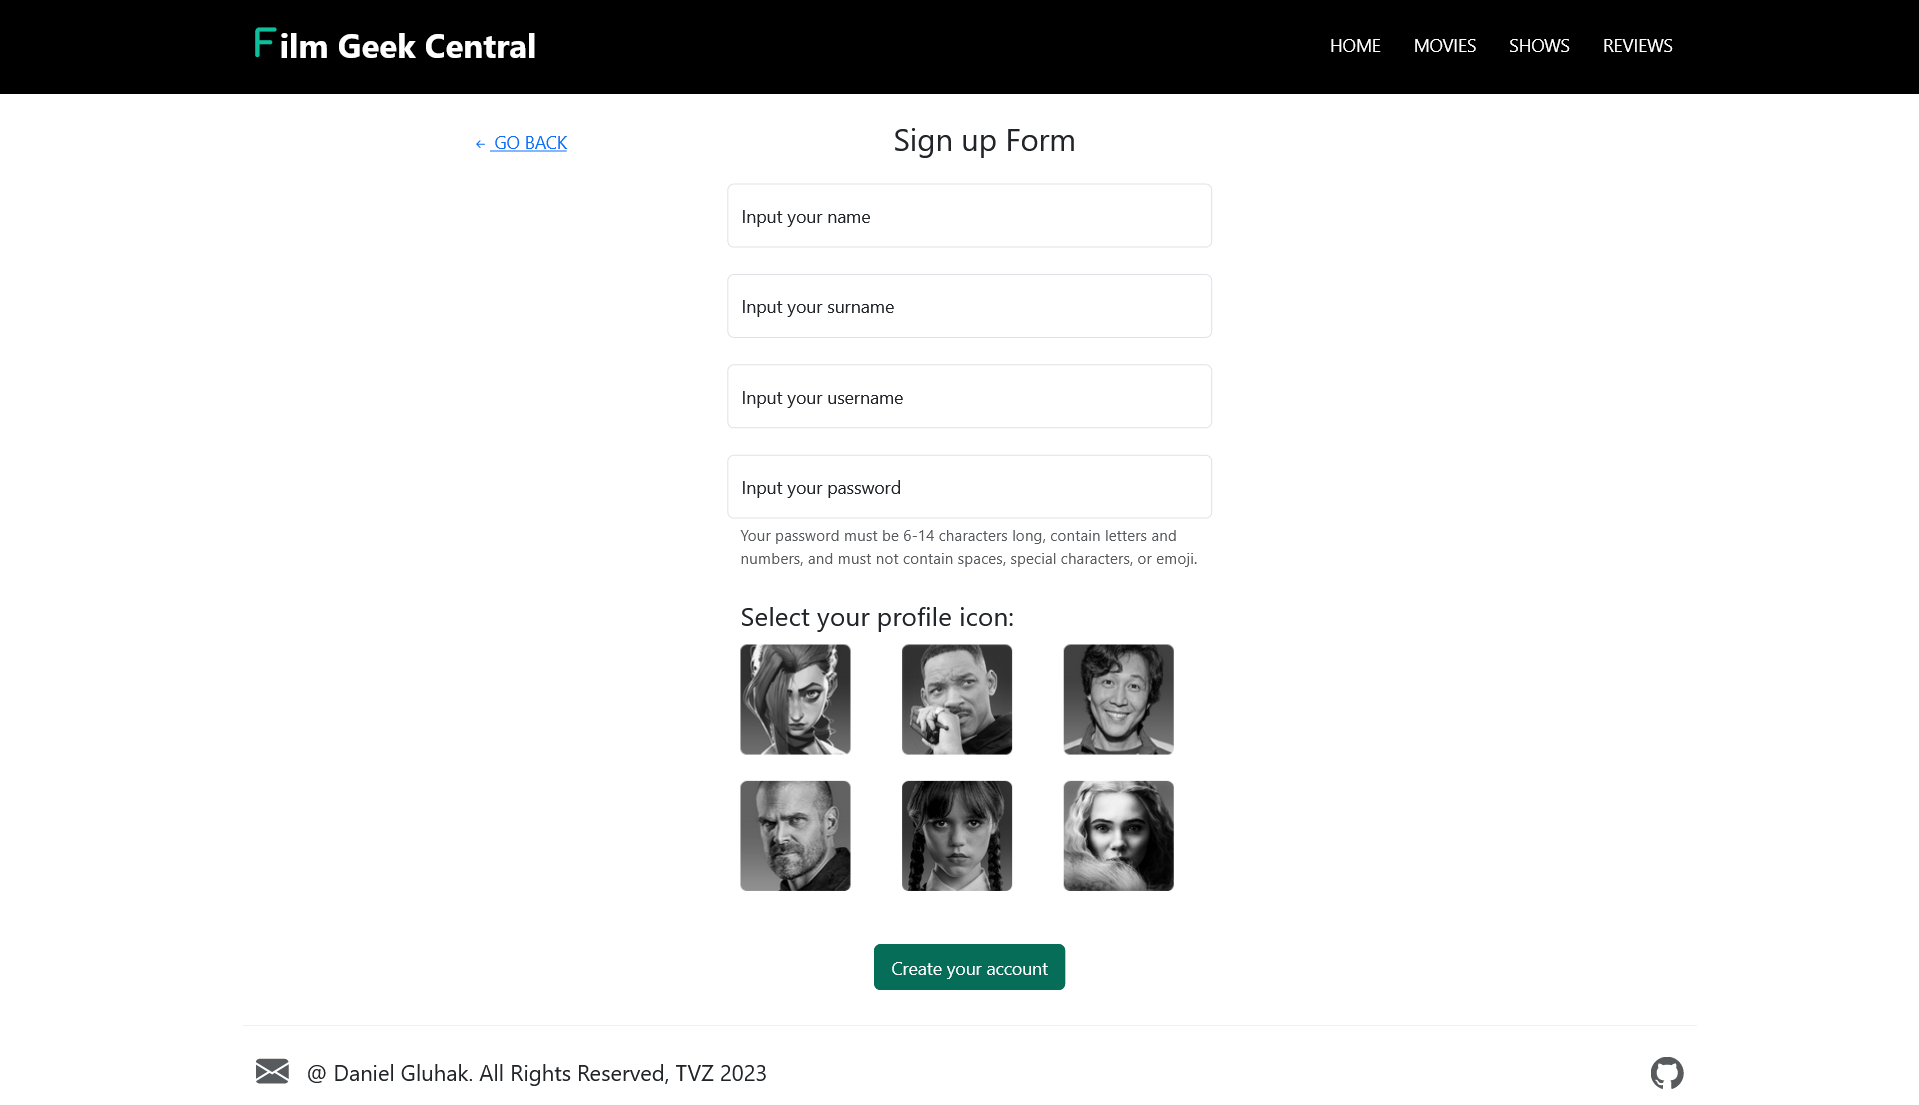 Film Geek Central
HOME MOVIES SHOWS REVIEWS
← GO BACK
Sign up Form
Input your name
Input your surname
Input your username
Input your password
Your password must be 6-14 characters long, contain letters and
numbers, and must not contain spaces, special characters, or emoji.
Select your profile icon:
Create your account
@ Daniel Gluhak. All Rights Reserved, TVZ 2023